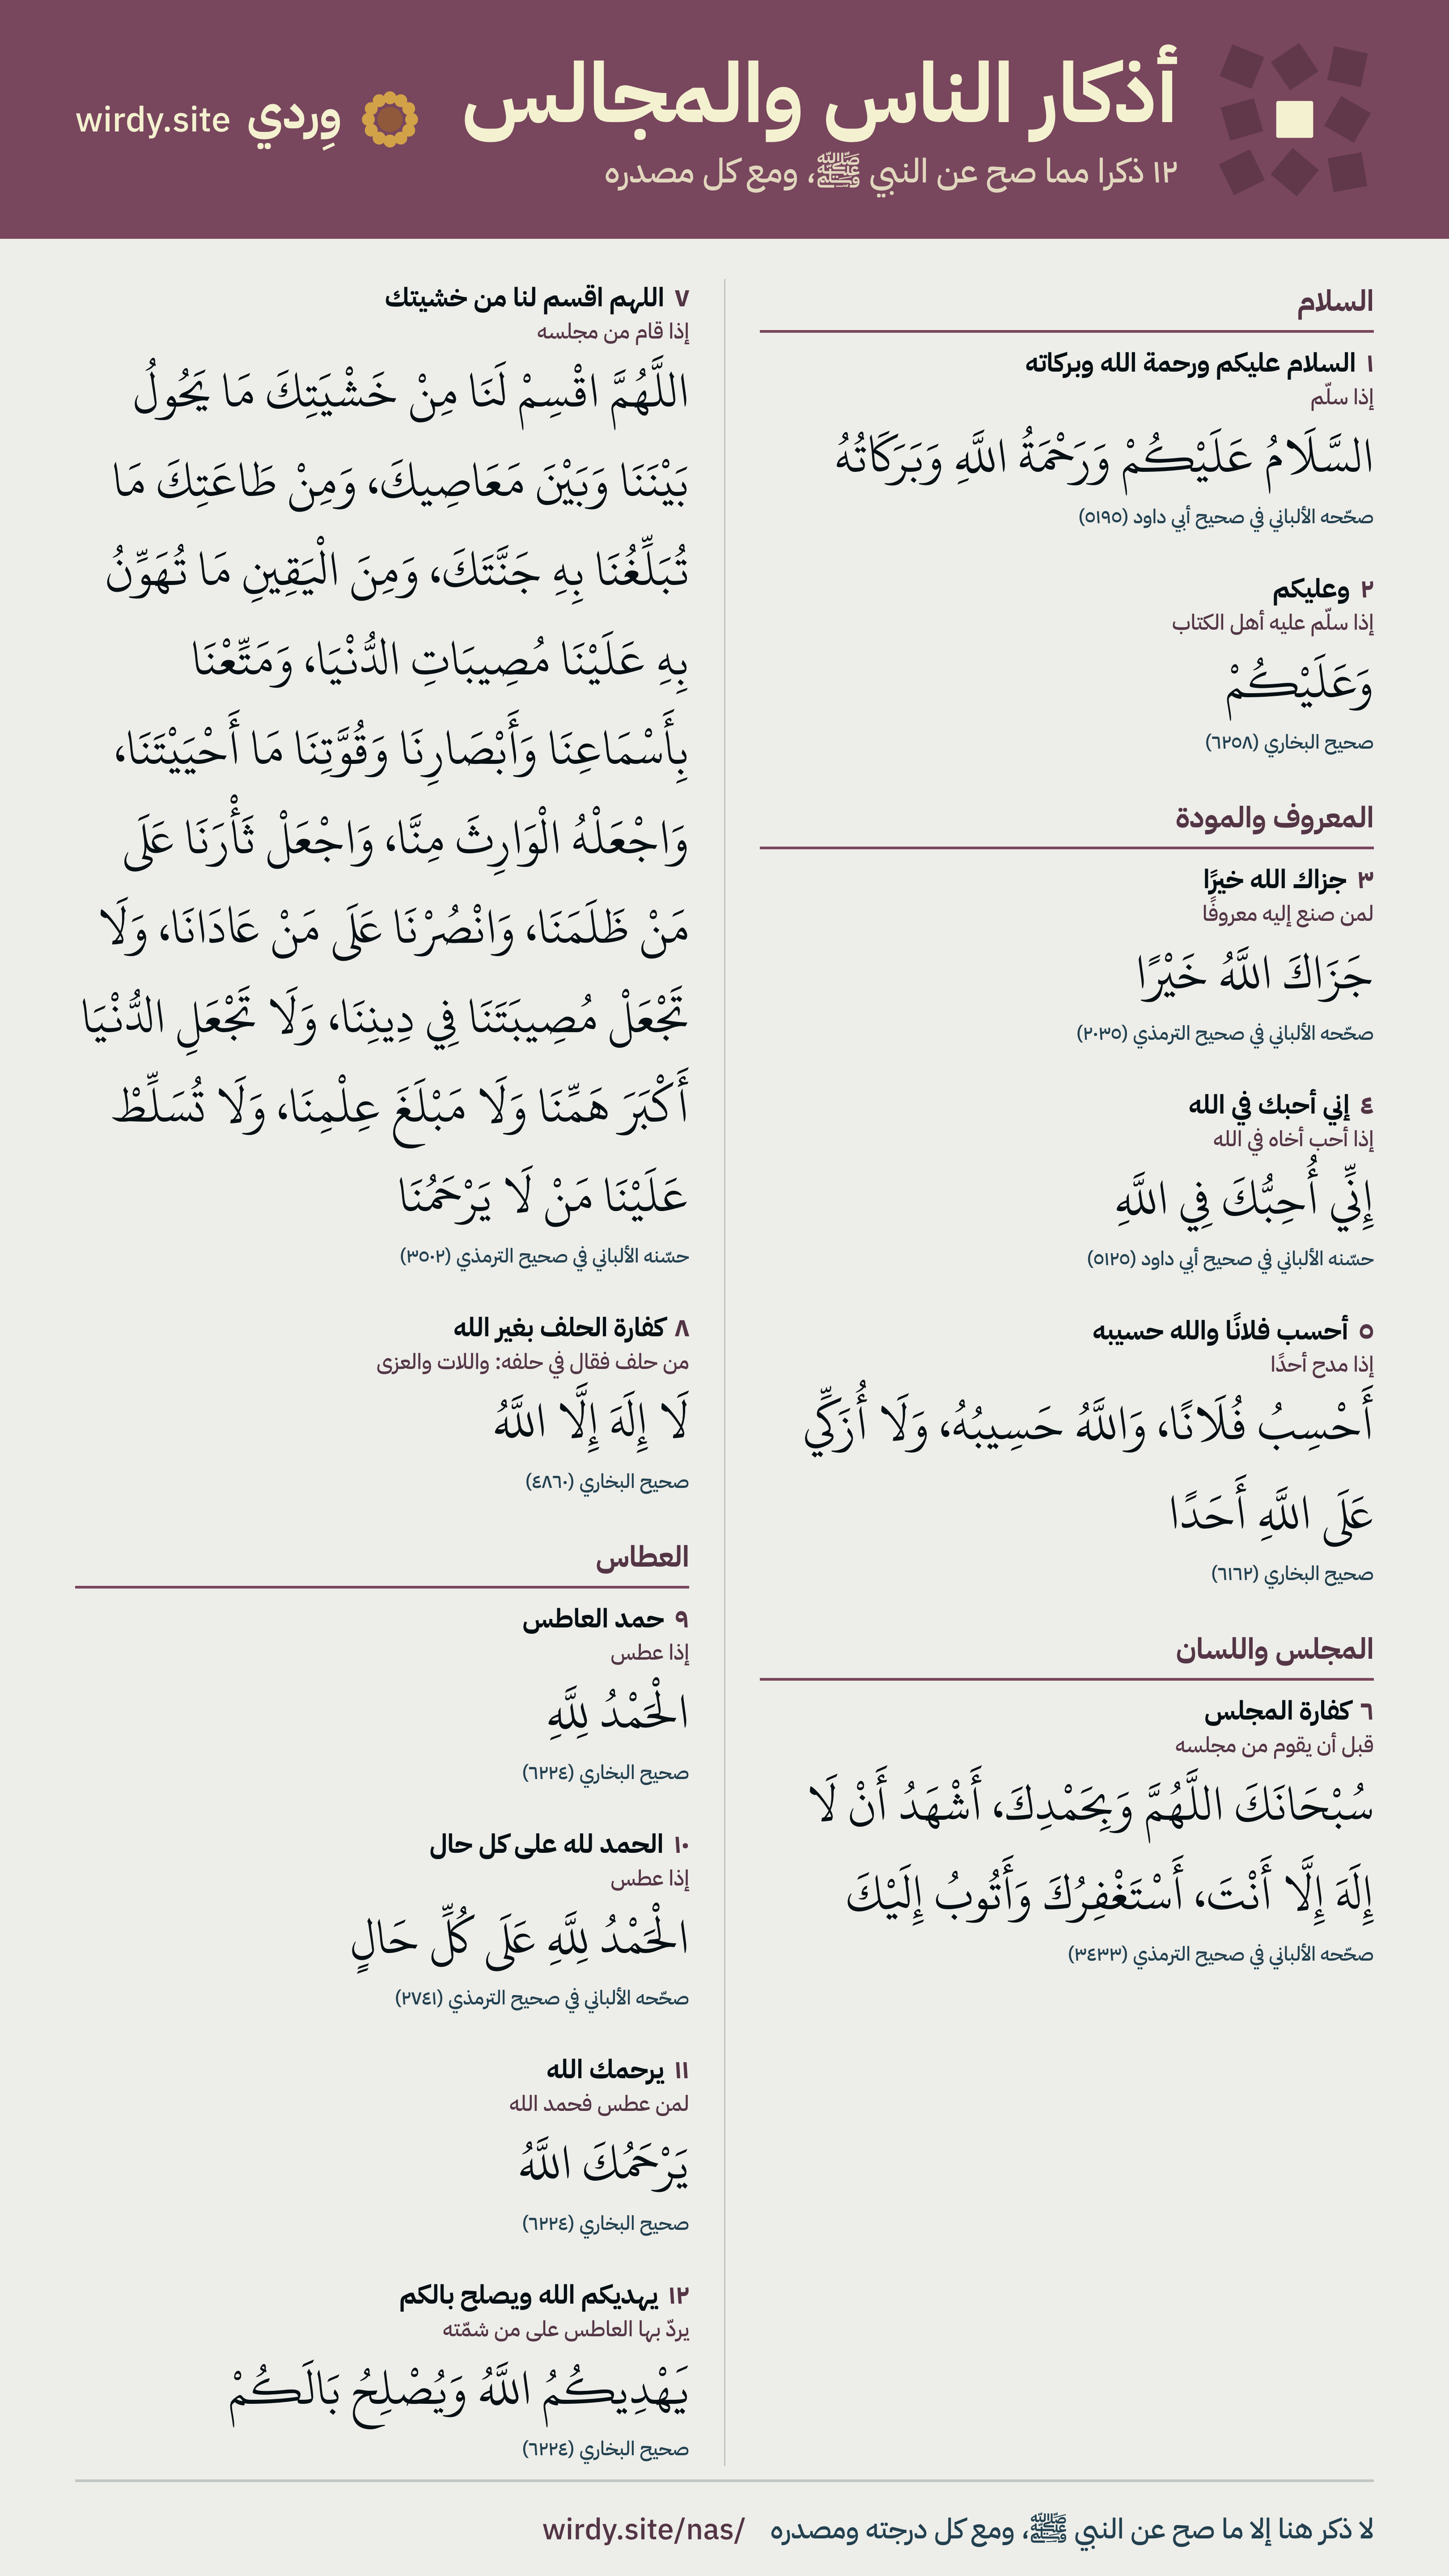 أذكار الناس والمجالس
١٢ ذكرا مما صح عن النبي ﷺ، ومع كل مصدره
وِردي wirdy.site
السلام
١ السلام عليكم ورحمة الله وبركاته
إذا سلّم
السَّلَامُ عَلَيْكُمْ وَرَحْمَةُ اللَّهِ وَبَرَكَاتُهُ
صحّحه الألباني في صحيح أبي داود (٥١٩٥)
٢ وعليكم
إذا سلّم عليه أهل الكتاب
وَعَلَيْكُمْ
صحيح البخاري (٦٢٥٨)
المعروف والمودة
٣ جزاك الله خيرًا
لمن صنع إليه معروفًا
جَزَاكَ اللَّهُ خَيْرًا
صحّحه الألباني في صحيح الترمذي (٢٠٣٥)
٤ إني أحبك في الله
إذا أحب أخاه في الله
إِنِّي أُحِبُّكَ فِي اللَّهِ
حسّنه الألباني في صحيح أبي داود (٥١٢٥)
٥ أحسب فلانًا والله حسيبه
إذا مدح أحدًا
أَحْسِبُ فُلَانًا، وَاللَّهُ حَسِيبُهُ، وَلَا أُزَكِّي
عَلَى اللَّهِ أَحَدًا
صحيح البخاري (٦١٦٢)
المجلس واللسان
٦ كفارة المجلس
قبل أن يقوم من مجلسه
سُبْحَانَكَ اللَّهُمَّ وَبِحَمْدِكَ، أَشْهَدُ أَنْ لَا
إِلَهَ إِلَّا أَنْتَ، أَسْتَغْفِرُكَ وَأَتُوبُ إِلَيْكَ
صحّحه الألباني في صحيح الترمذي (٣٤٣٣)
٧ اللهم اقسم لنا من خشيتك
إذا قام من مجلسه
اللَّهُمَّ اقْسِمْ لَنَا مِنْ خَشْيَتِكَ مَا يَحُولُ
بَيْنَنَا وَبَيْنَ مَعَاصِيكَ، وَمِنْ طَاعَتِكَ مَا
تُبَلِّغُنَا بِهِ جَنَّتَكَ، وَمِنَ الْيَقِينِ مَا تُهَوِّنُ
بِهِ عَلَيْنَا مُصِيبَاتِ الدُّنْيَا، وَمَتِّعْنَا
بِأَسْمَاعِنَا وَأَبْصَارِنَا وَقُوَّتِنَا مَا أَحْيَيْتَنَا،
وَاجْعَلْهُ الْوَارِثَ مِنَّا، وَاجْعَلْ ثَأْرَنَا عَلَى
مَنْ ظَلَمَنَا، وَانْصُرْنَا عَلَى مَنْ عَادَانَا، وَلَا
تَجْعَلْ مُصِيبَتَنَا فِي دِينِنَا، وَلَا تَجْعَلِ الدُّنْيَا
أَكْبَرَ هَمِّنَا وَلَا مَبْلَغَ عِلْمِنَا، وَلَا تُسَلِّطْ
عَلَيْنَا مَنْ لَا يَرْحَمُنَا
حسّنه الألباني في صحيح الترمذي (٣٥٠٢)
٨ كفارة الحلف بغير الله
من حلف فقال في حلفه: واللات والعزى
لَا إِلَهَ إِلَّا اللَّهُ
صحيح البخاري (٤٨٦٠)
العطاس
٩ حمد العاطس
إذا عطس
الْحَمْدُ لِلَّهِ
صحيح البخاري (٦٢٢٤)
١٠ الحمد لله على كل حال
إذا عطس
الْحَمْدُ لِلَّهِ عَلَى كُلِّ حَالٍ
صحّحه الألباني في صحيح الترمذي (٢٧٤١)
١١ يرحمك الله
لمن عطس فحمد الله
يَرْحَمُكَ اللَّهُ
صحيح البخاري (٦٢٢٤)
١٢ يهديكم الله ويصلح بالكم
يردّ بها العاطس على من شمّته
يَهْدِيكُمُ اللَّهُ وَيُصْلِحُ بَالَكُمْ
صحيح البخاري (٦٢٢٤)
لا ذكر هنا إلا ما صح عن النبي ﷺ، ومع كل درجته ومصدره wirdy.site/nas/